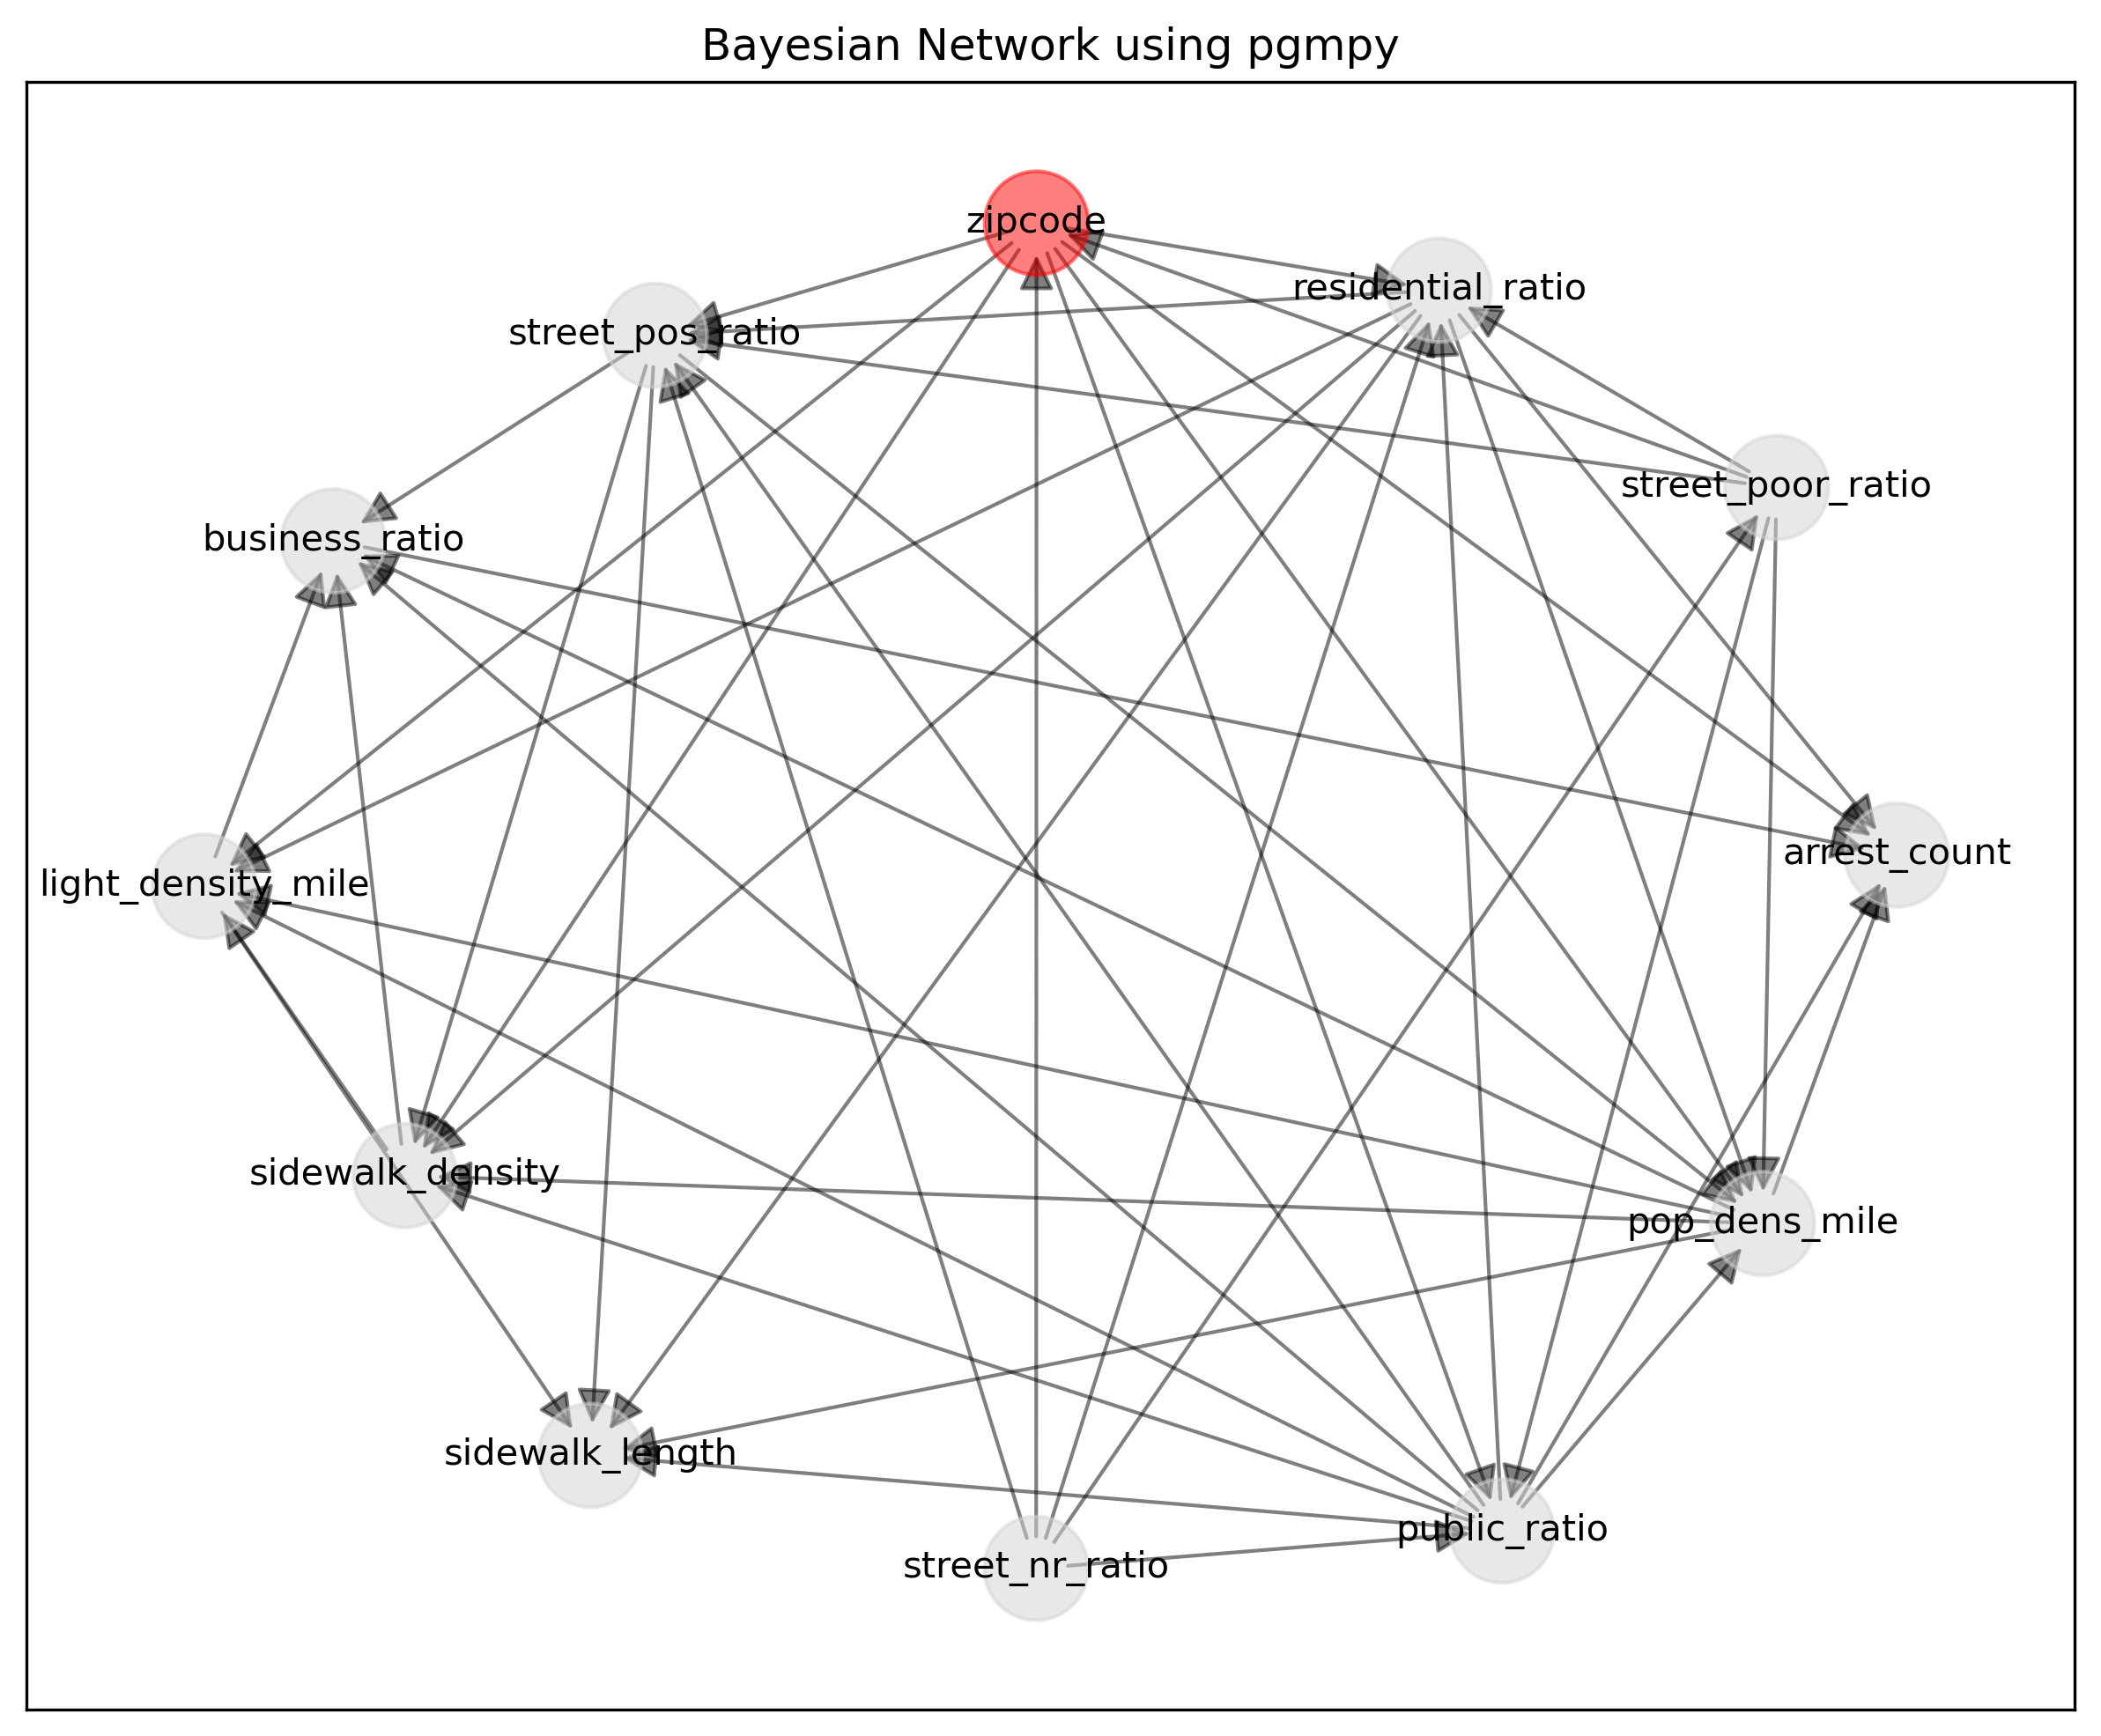 Bayesian Network using pgmpy
zipcode
residential_ratio
street_pos_ratio
street_poor_ratio
business_ratio
arrest_count
light_density_mile
sidewalk_density
pop_dens_mile
sidewalk_length
public_ratio
street_nr_ratio